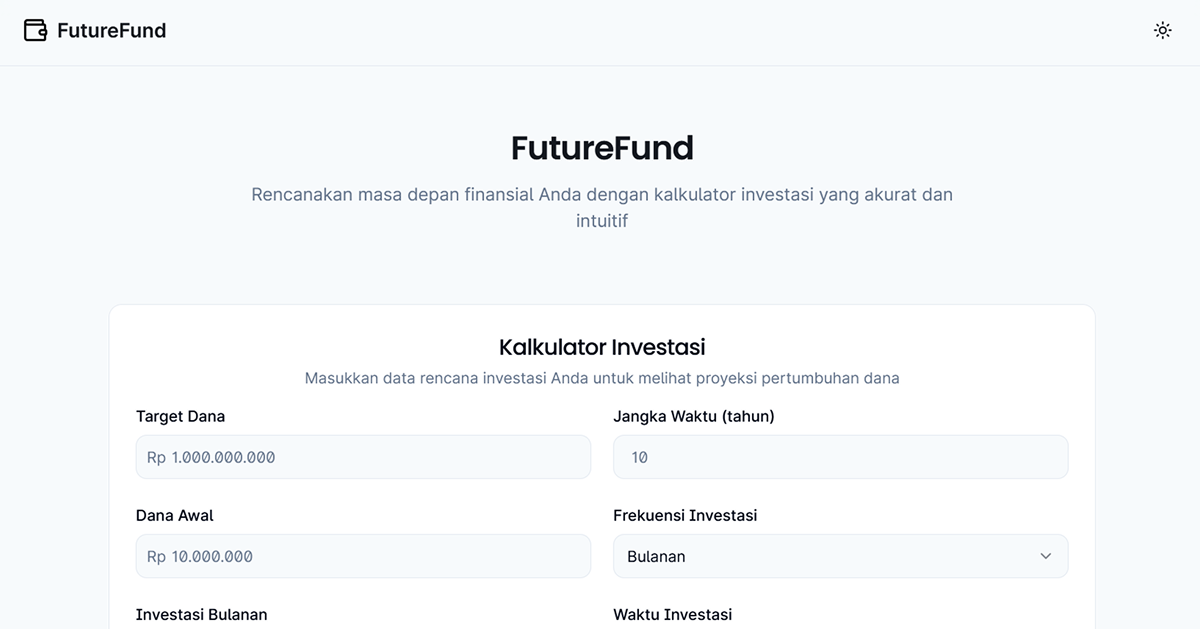 FutureFund
FutureFund
Rencanakan masa depan finansial Anda dengan kalkulator investasi yang akurat dan
intuitif
Kalkulator Investasi
Masukkan data rencana investasi Anda untuk melihat proyeksi pertumbuhan dana
Target Dana
Jangka Waktu (tahun)
Rp 1.000.000.000
10
Dana Awal
Frekuensi Investasi
Rp 10.000.000
Bulanan
Investasi Bulanan
Waktu Investasi